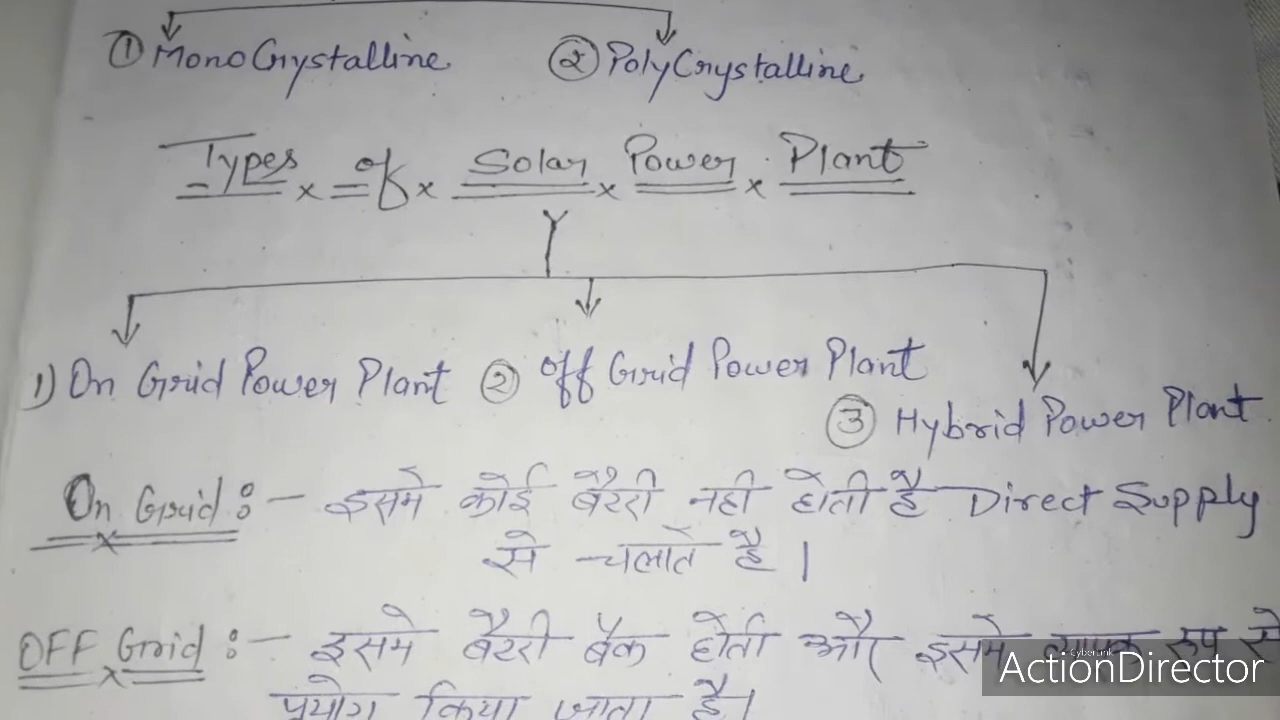 ① MonoCrystalline ② PolyCrystalline
Types of Solar Power Plant
1) On Grid Power Plant ② Off Grid Power Plant
③ Hybrid Power Plant
On Grid :- इसमे कोई बैटरी नही होती है Direct Supply
से चलाते है।
OFF Grid :- इसमे बैटरी बैंक होती और इसमे रूप से
प्रयोग किया जाता है।
CyberLink
ActionDirector